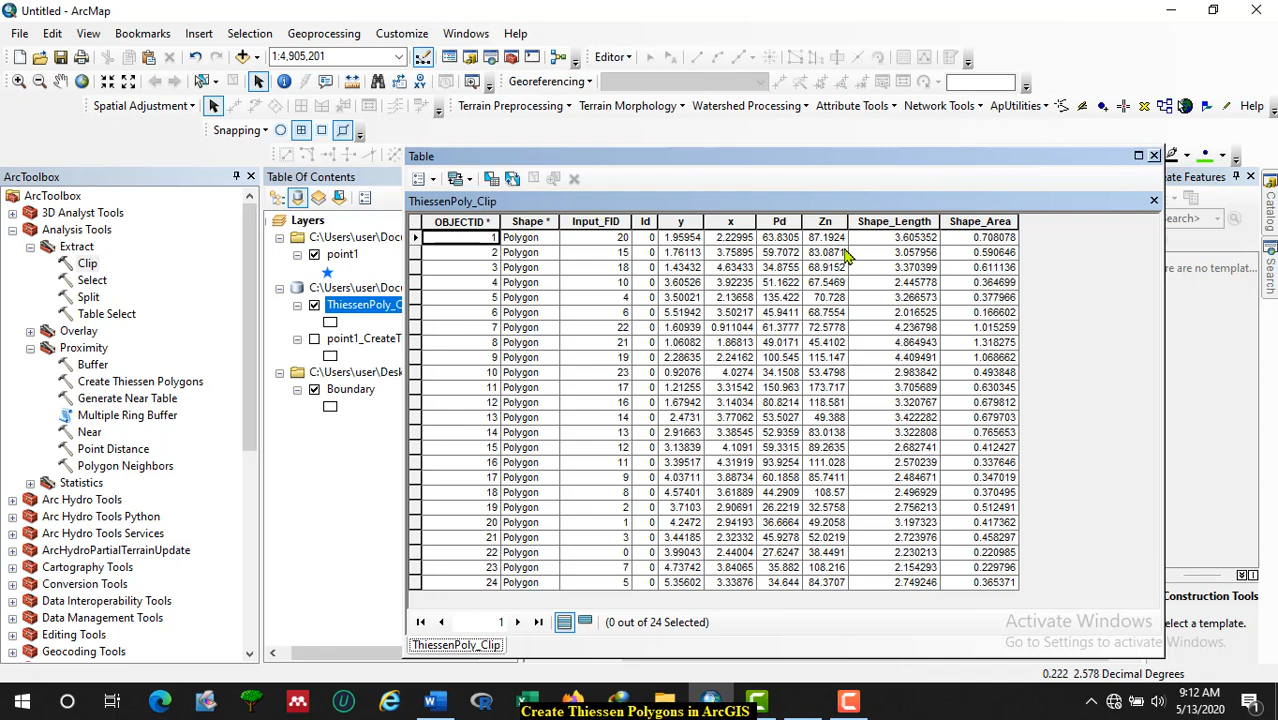 Untitled - ArcMap
File Edit View Bookmarks Insert Selection Geoprocessing Customize Windows Help
1:4,905,201 Editor
Georeferencing
Spatial Adjustment Terrain Preprocessing Terrain Morphology Watershed Processing Attribute Tools Network Tools ApUtilities Help
Snapping
ArcToolbox
ArcToolbox
3D Analyst Tools
Analysis Tools
Extract
Clip
Select
Split
Table Select
Overlay
Proximity
Buffer
Create Thiessen Polygons
Generate Near Table
Multiple Ring Buffer
Near
Point Distance
Polygon Neighbors
Statistics
Arc Hydro Tools
Arc Hydro Tools Python
Arc Hydro Tools
ArcHydroPartialTerrainUpdate
Cartography Tools
Conversion Tools
Data Interoperability Tools
Data Management Tools
Editing Tools
Geocoding Tools
Table Of Contents
Layers
C:\Users\user\Docu
point1
C:\Users\user\Docu
ThiessenPoly_C
point1_CreateT
C:\Users\user\Desk
Boundary
Table
ThiessenPoly_Clip
OBJECTID * Shape * Input_FID Id y x Pd Zn Shape_Length Shape_Area
1 Polygon 20 0 1.95954 2.22995 63.8305 87.1924 3.605352 0.708078
2 Polygon 15 0 1.76113 3.75895 59.7072 83.0871 3.057956 0.590646
3 Polygon 18 0 1.43432 4.63433 34.8755 68.9152 3.370399 0.611136
4 Polygon 10 0 3.60526 3.92235 51.1622 67.5469 2.445778 0.364699
5 Polygon 4 0 3.50021 2.13658 135.422 70.728 3.266573 0.377966
6 Polygon 6 0 5.51942 3.50217 45.9411 68.7554 2.016525 0.166602
7 Polygon 22 0 1.60939 0.911044 61.3777 72.5778 4.236798 1.015259
8 Polygon 21 0 1.06082 1.86813 49.0171 45.4102 4.864943 1.318275
9 Polygon 19 0 2.28635 2.24162 100.545 115.147 4.409491 1.068662
10 Polygon 23 0 0.92076 4.0274 34.1508 53.4798 2.983842 0.493848
11 Polygon 17 0 1.21255 3.31542 150.963 173.717 3.705689 0.630345
12 Polygon 16 0 1.67942 3.14034 80.8214 118.581 3.320767 0.679812
13 Polygon 14 0 2.4731 3.77062 53.5027 49.388 3.422282 0.679703
14 Polygon 13 0 2.91663 3.38545 52.9359 83.0138 3.322808 0.765653
15 Polygon 12 0 3.13839 4.1091 59.3315 89.2635 2.682741 0.412427
16 Polygon 11 0 3.39517 4.31919 93.9254 111.028 2.570239 0.337646
17 Polygon 9 0 4.03711 3.88734 60.1858 85.7411 2.484671 0.347019
18 Polygon 8 0 4.57401 3.61889 44.2909 108.57 2.496929 0.370495
19 Polygon 2 0 3.7103 2.90691 26.2219 32.5758 2.756213 0.512491
20 Polygon 1 0 4.2472 2.94193 36.6664 49.2058 3.197323 0.417362
21 Polygon 3 0 3.44185 2.32332 45.9278 52.0219 2.723976 0.458297
22 Polygon 0 0 3.99043 2.44004 27.6247 38.4491 2.230213 0.220985
23 Polygon 7 0 4.73742 3.84065 35.882 108.216 2.154293 0.229796
24 Polygon 5 0 5.35602 3.33876 34.644 84.3707 2.749246 0.365371
1 (0 out of 24 Selected)
ThiessenPoly_Clip
reate Features
Search>
ere are no templat
Construction Tools
elect a template.
Catalog
Search
Activate Windows
Go to Settings to activate Windows.
0.222 2.578 Decimal Degrees
9:12 AM
5/13/2020
Create Thiessen Polygons in ArcGIS